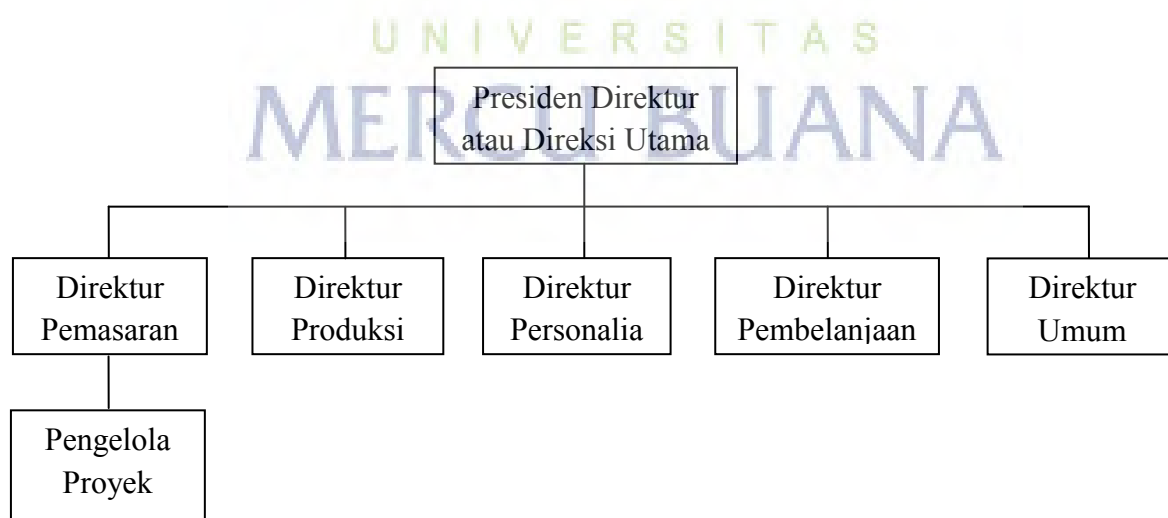 UNIVERSITAS
MERCU BUANA
Presiden Direktur
atau Direksi Utama
Direktur
Pemasaran
Direktur
Produksi
Direktur
Personalia
Direktur
Pembelanjaan
Direktur
Umum
Pengelola
Proyek